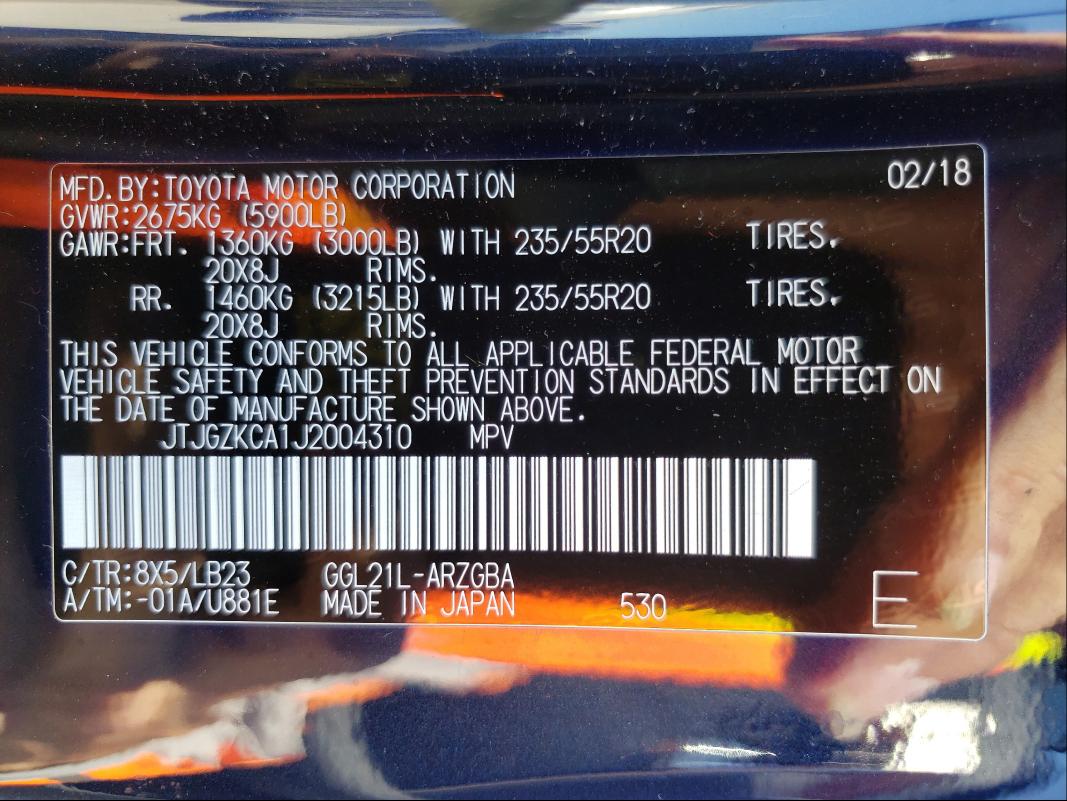 02/18
MFD.BY:TOYOTA MOTOR CORPORATION
GVWR:2675KG (5900LB)
GAWR:FRT. 1360KG (3000LB) WITH 235/55R20 TIRES.
20X8J RIMS.
RR. 1460KG (3215LB) WITH 235/55R20 TIRES.
20X8J RIMS.
THIS VEHICLE CONFORMS TO ALL APPLICABLE FEDERAL MOTOR
VEHICLE SAFETY AND THEFT PREVENTION STANDARDS IN EFFECT ON
THE DATE OF MANUFACTURE SHOWN ABOVE.
JTJGZKCA1J2004310 MPV
C/TR:8X5/LB23 GGL21L-ARZGBA
A/TM:-01A/U881E MADE IN JAPAN 530 E